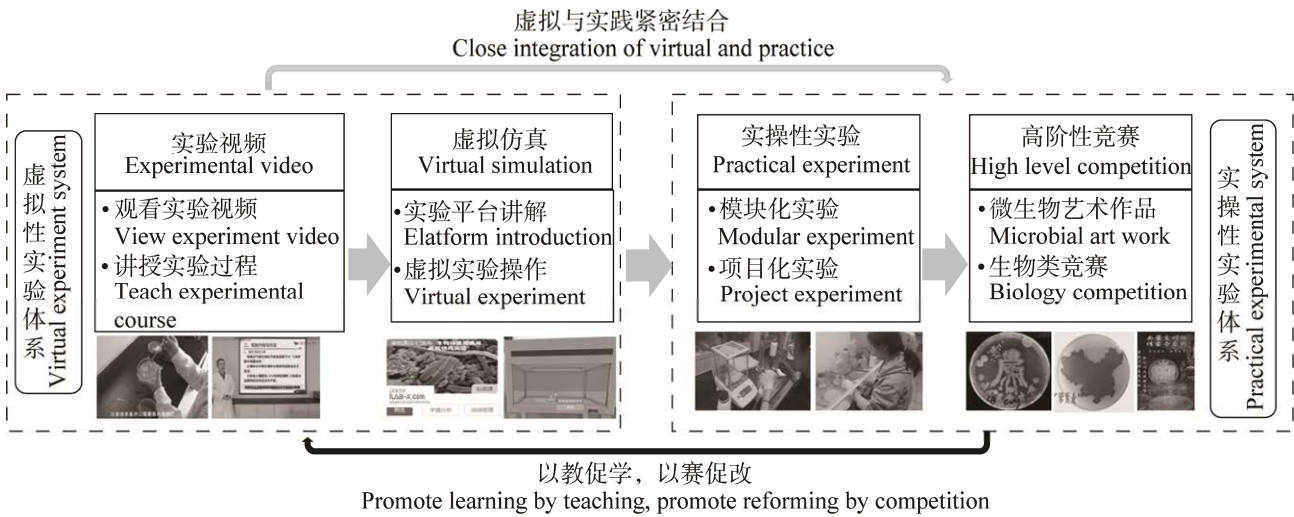 虚拟与实践紧密结合
Close integration of virtual and practice
虚拟性实验体系
Virtual experiment system
实验视频
Experimental video
•观看实验视频
View experiment video
•讲授实验过程
Teach experimental
course
虚拟仿真
Virtual simulation
•实验平台讲解
Elatform introduction
•虚拟实验操作
Virtual experiment
iLAB-X.com
实操性实验
Practical experiment
•模块化实验
Modular experiment
•项目化实验
Project experiment
高阶性竞赛
High level competition
•微生物艺术作品
Microbial art work
•生物类竞赛
Biology competition
实操性实验体系
Practical experimental system
以教促学，以赛促改
Promote learning by teaching, promote reforming by competition